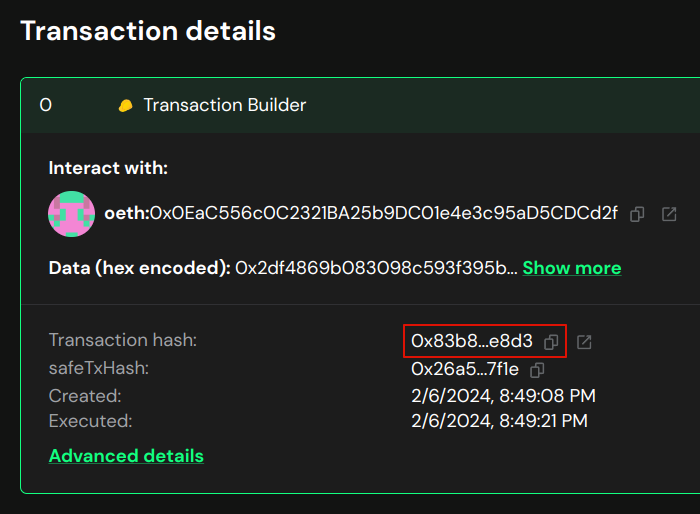 Transaction details
0 Transaction Builder
Interact with:
oeth:0x0EaC556c0C2321BA25b9DC01e4e3c95aD5CDCd2f
Data (hex encoded): 0x2df4869b083098c593f395b... Show more
Transaction hash: 0x83b8...e8d3
safeTxHash: 0x26a5...7f1e
Created: 2/6/2024, 8:49:08 PM
Executed: 2/6/2024, 8:49:21 PM
Advanced details